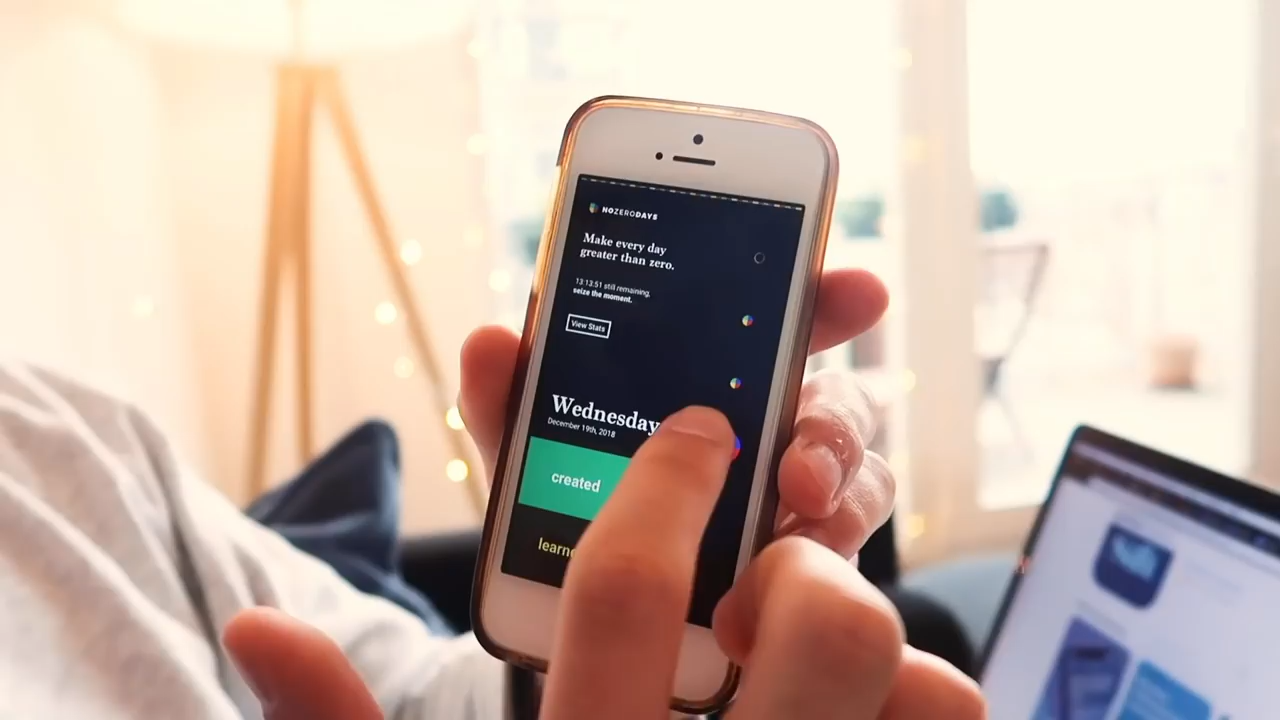 NOZERODAYS
Make every day
greater than zero.
13:13:51 still remaining,
seize the moment.
View Stats
Wednesday
December 19th, 2018
created